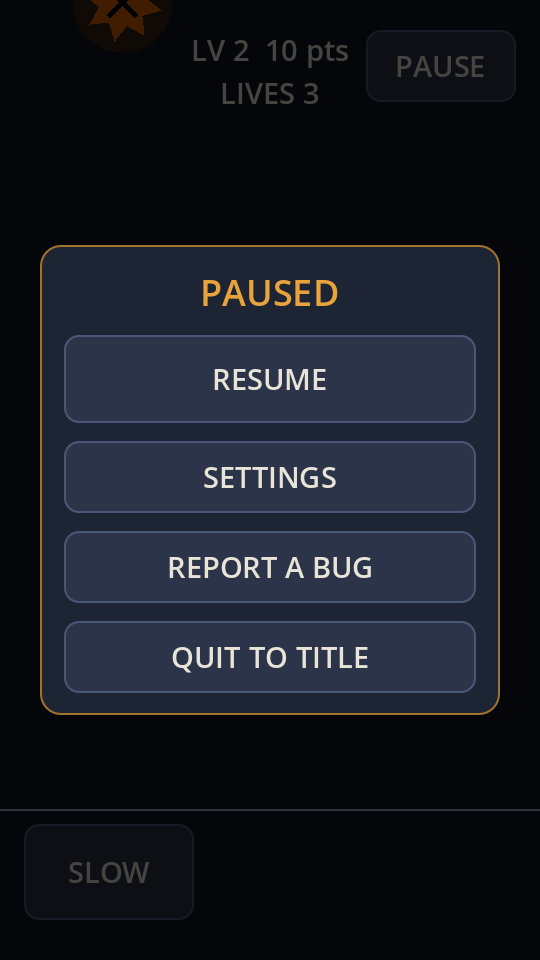 LV 2  10 pts
LIVES 3
PAUSE
PAUSED
RESUME
SETTINGS
REPORT A BUG
QUIT TO TITLE
SLOW